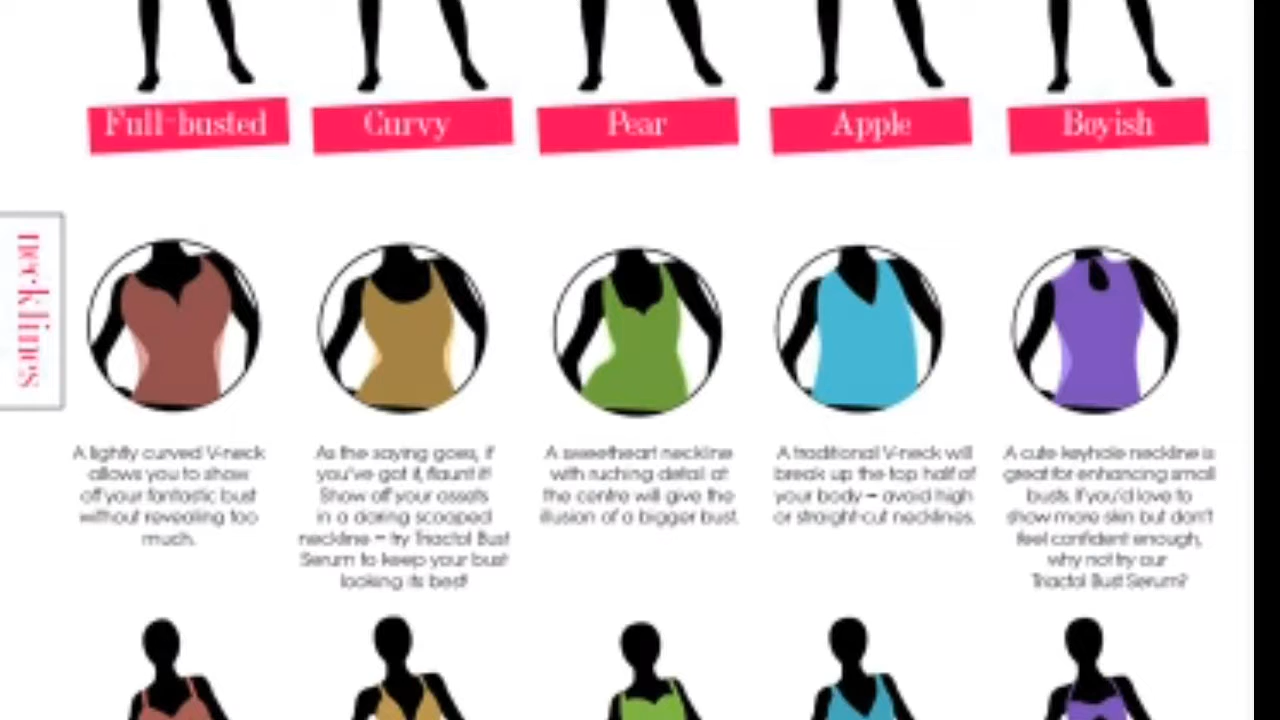 Full-busted
Curvy
Pear
Apple
Boyish
necklines
A lightly curved V-neck
allows you to show
off your fantastic bust
without revealing too
much.
As the saying goes, if
you've got it, flaunt it!
Show off your assets
in a daring scooped
neckline – try Triactol Bust
Serum to keep your bust
looking its best!
A sweetheart neckline
with ruching detail at
the centre will give the
illusion of a bigger bust.
A traditional V-neck will
break up the top half of
your body – avoid high
or straight-cut necklines.
A cute keyhole neckline is
great for enhancing small
busts. If you'd love to
show more skin but don't
feel confident enough,
why not try our
Triactol Bust Serum?